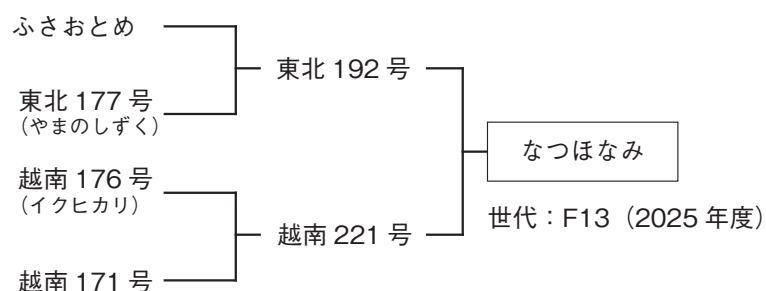 ふさおとめ
東北 192 号
東北 177 号
（やまのしずく）
なつほなみ
越南 176 号
（イクヒカリ）
世代：F13（2025 年度）
越南 221 号
越南 171 号